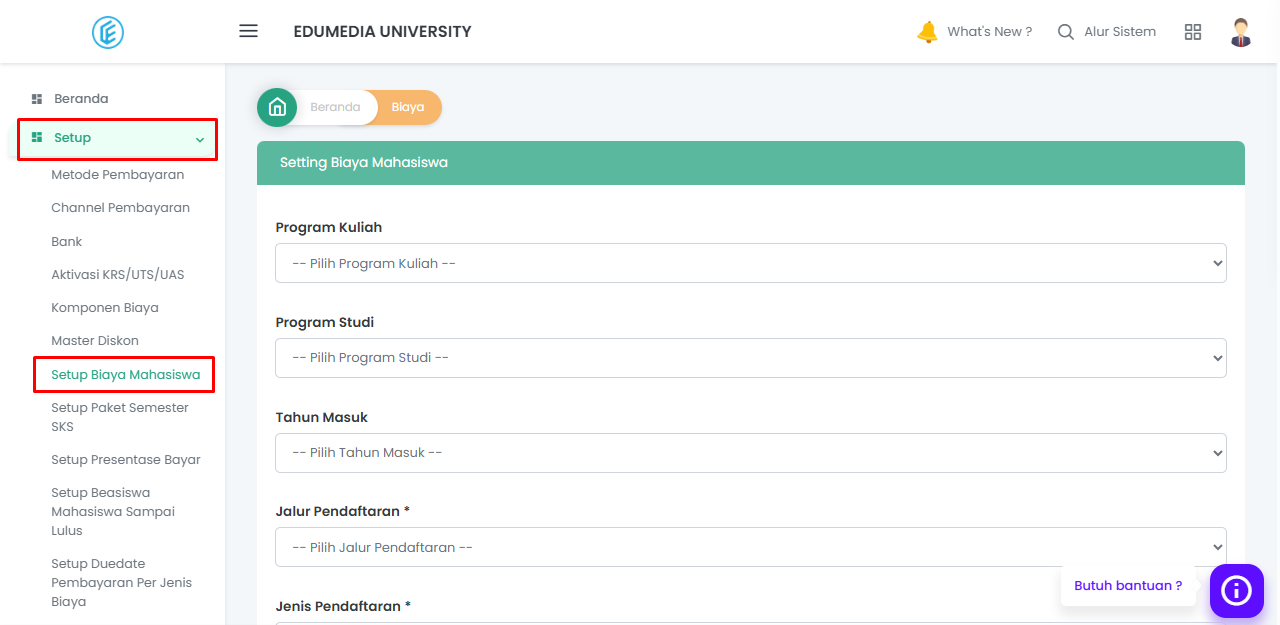 EDUMEDIA UNIVERSITY
What's New ?
Alur Sistem
Beranda
Setup
Metode Pembayaran
Channel Pembayaran
Bank
Aktivasi KRS/UTS/UAS
Komponen Biaya
Master Diskon
Setup Biaya Mahasiswa
Setup Paket Semester
SKS
Setup Presentase Bayar
Setup Beasiswa
Mahasiswa Sampai
Lulus
Setup Duedate
Pembayaran Per Jenis
Biaya
Beranda
Biaya
Setting Biaya Mahasiswa
Program Kuliah
-- Pilih Program Kuliah --
Program Studi
-- Pilih Program Studi --
Tahun Masuk
-- Pilih Tahun Masuk --
Jalur Pendaftaran *
-- Pilih Jalur Pendaftaran --
Jenis Pendaftaran *
Butuh bantuan ?